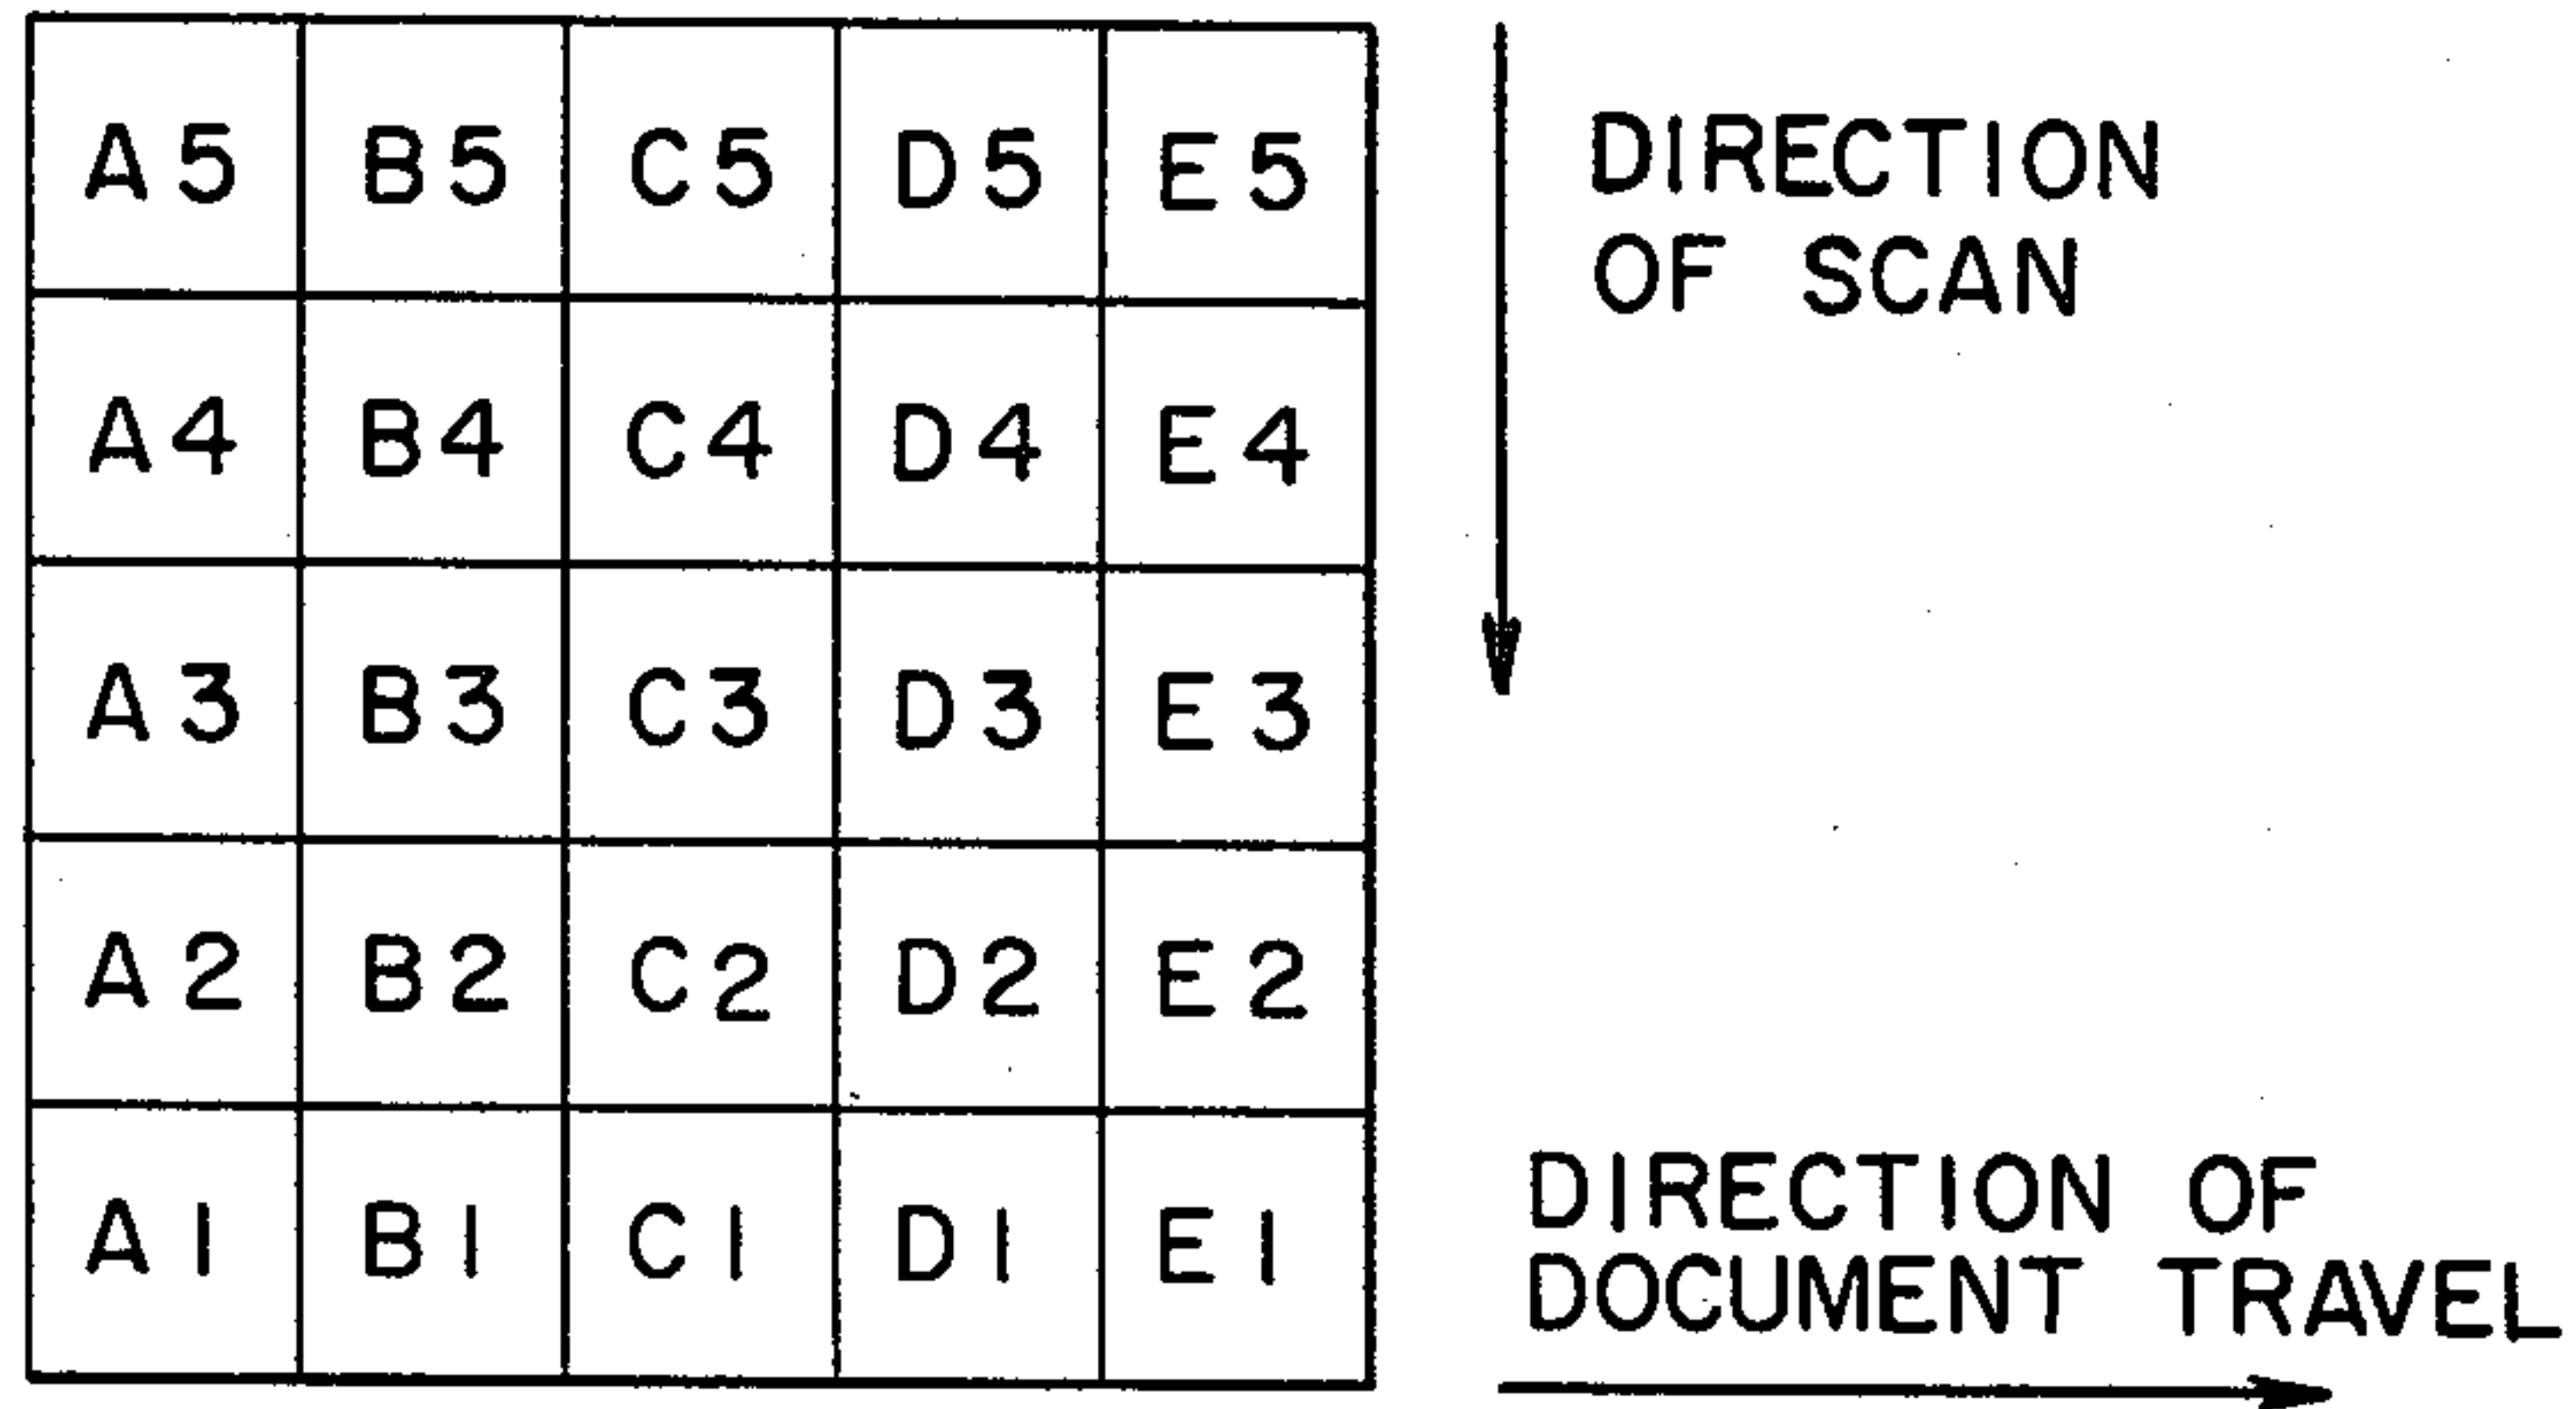 A5 B5 C5 D5 E5
DIRECTION
OF SCAN
A4 B4 C4 D4 E4
A3 B3 C3 D3 E3
A2 B2 C2 D2 E2
A1 B1 C1 D1 E1
DIRECTION OF
DOCUMENT TRAVEL